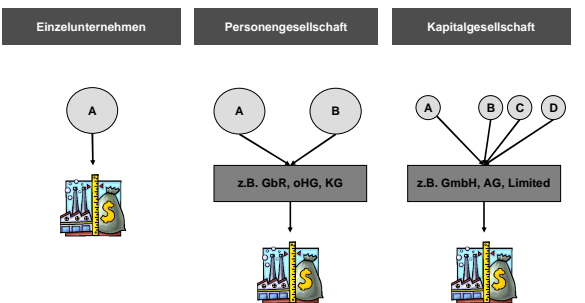 Einzelunternehmen
Personengesellschaft
Kapitalgesellschaft
A
A
B
A
B
C
D
z.B. GbR, oHG, KG
z.B. GmbH, AG, Limited
$
$
$